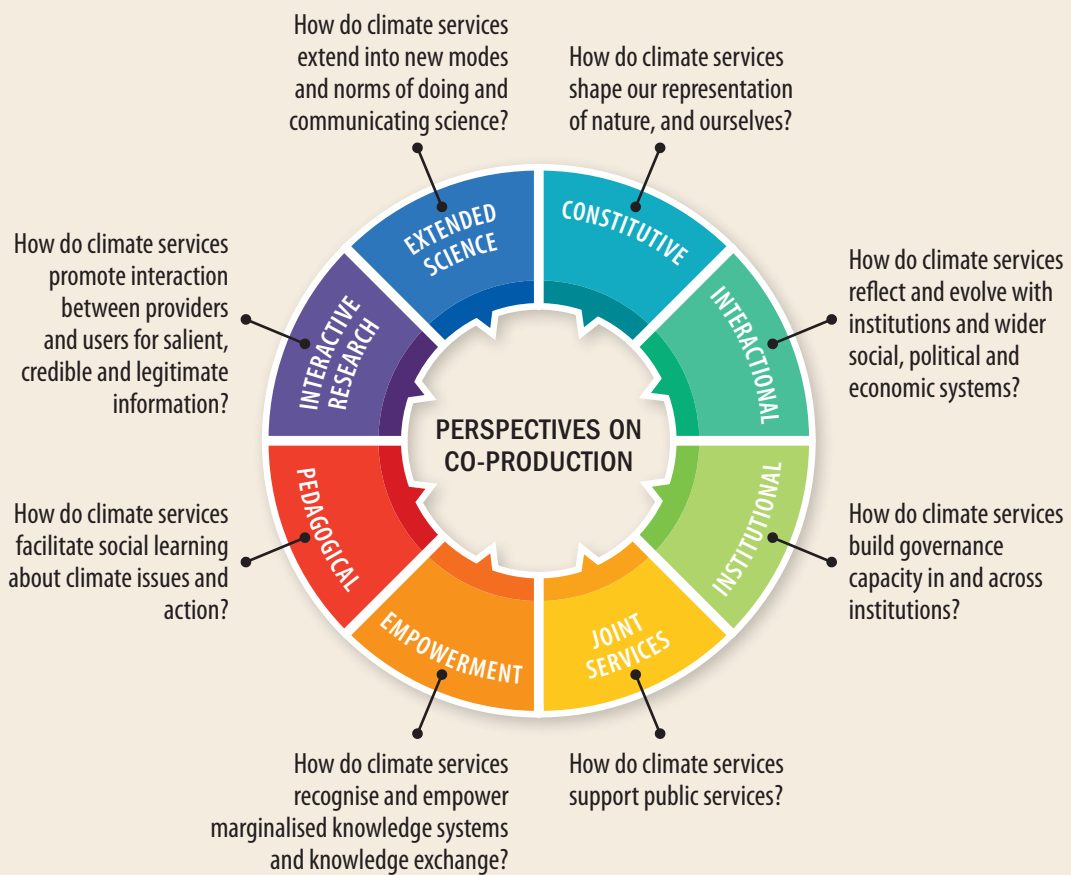 How do climate services
extend into new modes
and norms of doing and
communicating science?
How do climate services
shape our representation
of nature, and ourselves?
EXTENDED
SCIENCE
CONSTITUTIVE
How do climate services
promote interaction
between providers
and users for salient,
credible and legitimate
information?
INTERACTIVE
RESEARCH
INTERACTIONAL
How do climate services
reflect and evolve with
institutions and wider
social, political and
economic systems?
PERSPECTIVES ON
CO-PRODUCTION
How do climate services
facilitate social learning
about climate issues and
action?
PEDAGOGICAL
INSTITUTIONAL
How do climate services
build governance
capacity in and across
institutions?
EMPOWERMENT
JOINT
SERVICES
How do climate services
recognise and empower
marginalised knowledge systems
and knowledge exchange?
How do climate services
support public services?